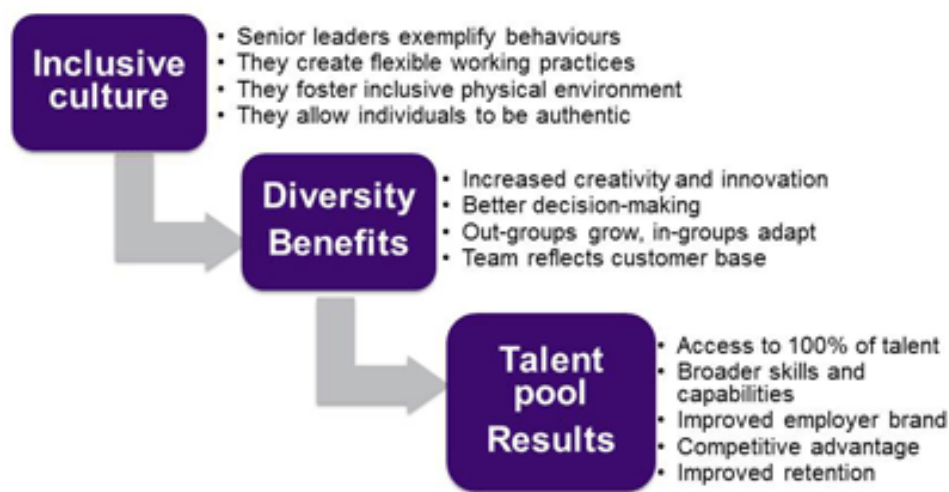 Inclusive
culture
• Senior leaders exemplify behaviours
• They create flexible working practices
• They foster inclusive physical environment
• They allow individuals to be authentic
Diversity
Benefits
• Increased creativity and innovation
• Better decision-making
• Out-groups grow, in-groups adapt
• Team reflects customer base
Talent
pool
Results
• Access to 100% of talent
• Broader skills and
capabilities
• Improved employer brand
• Competitive advantage
• Improved retention